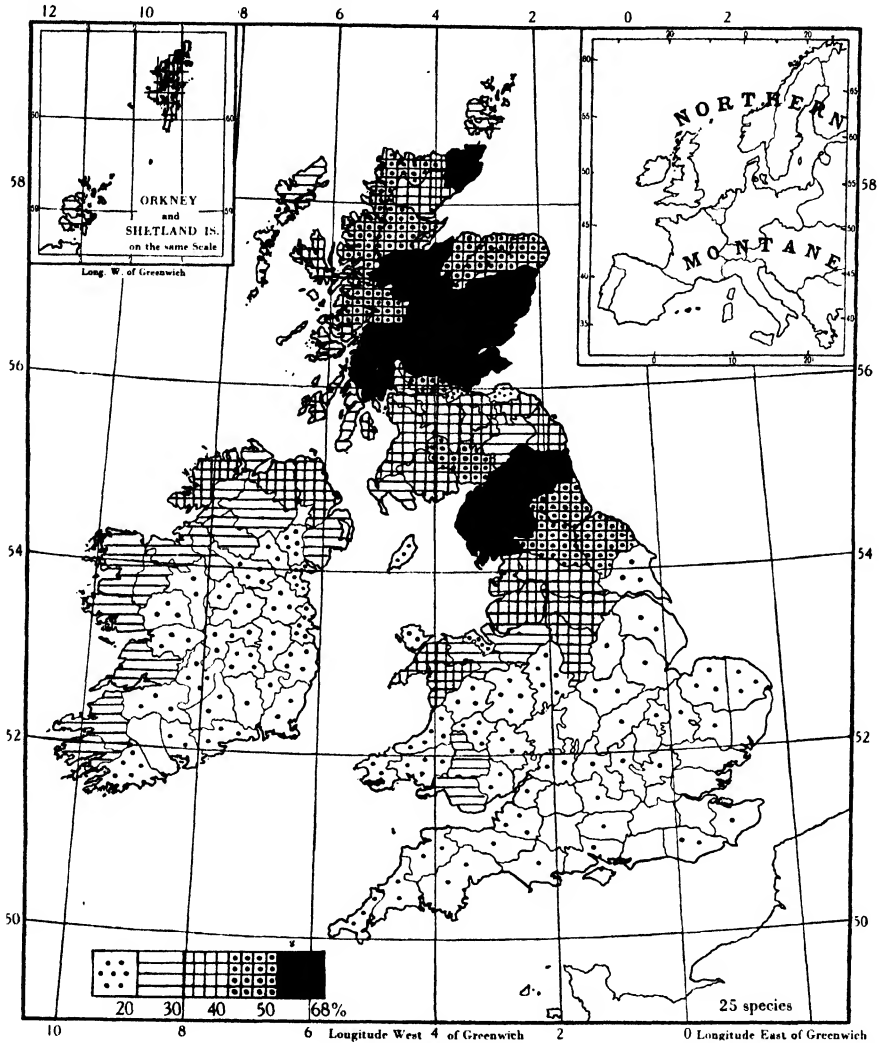 12 10 8 6 4 2 0 2
ORKNEY
and
SHETLAND IS.
on the same Scale
Long. W. of Greenwich
NORTHERN
MONTANE
58 58
56 56
54 54
52 52
50 50
20 30 40 50 68%
25 species
10 8 6 Longitude West 4 of Greenwich 2 0 Longitude East of Greenwich